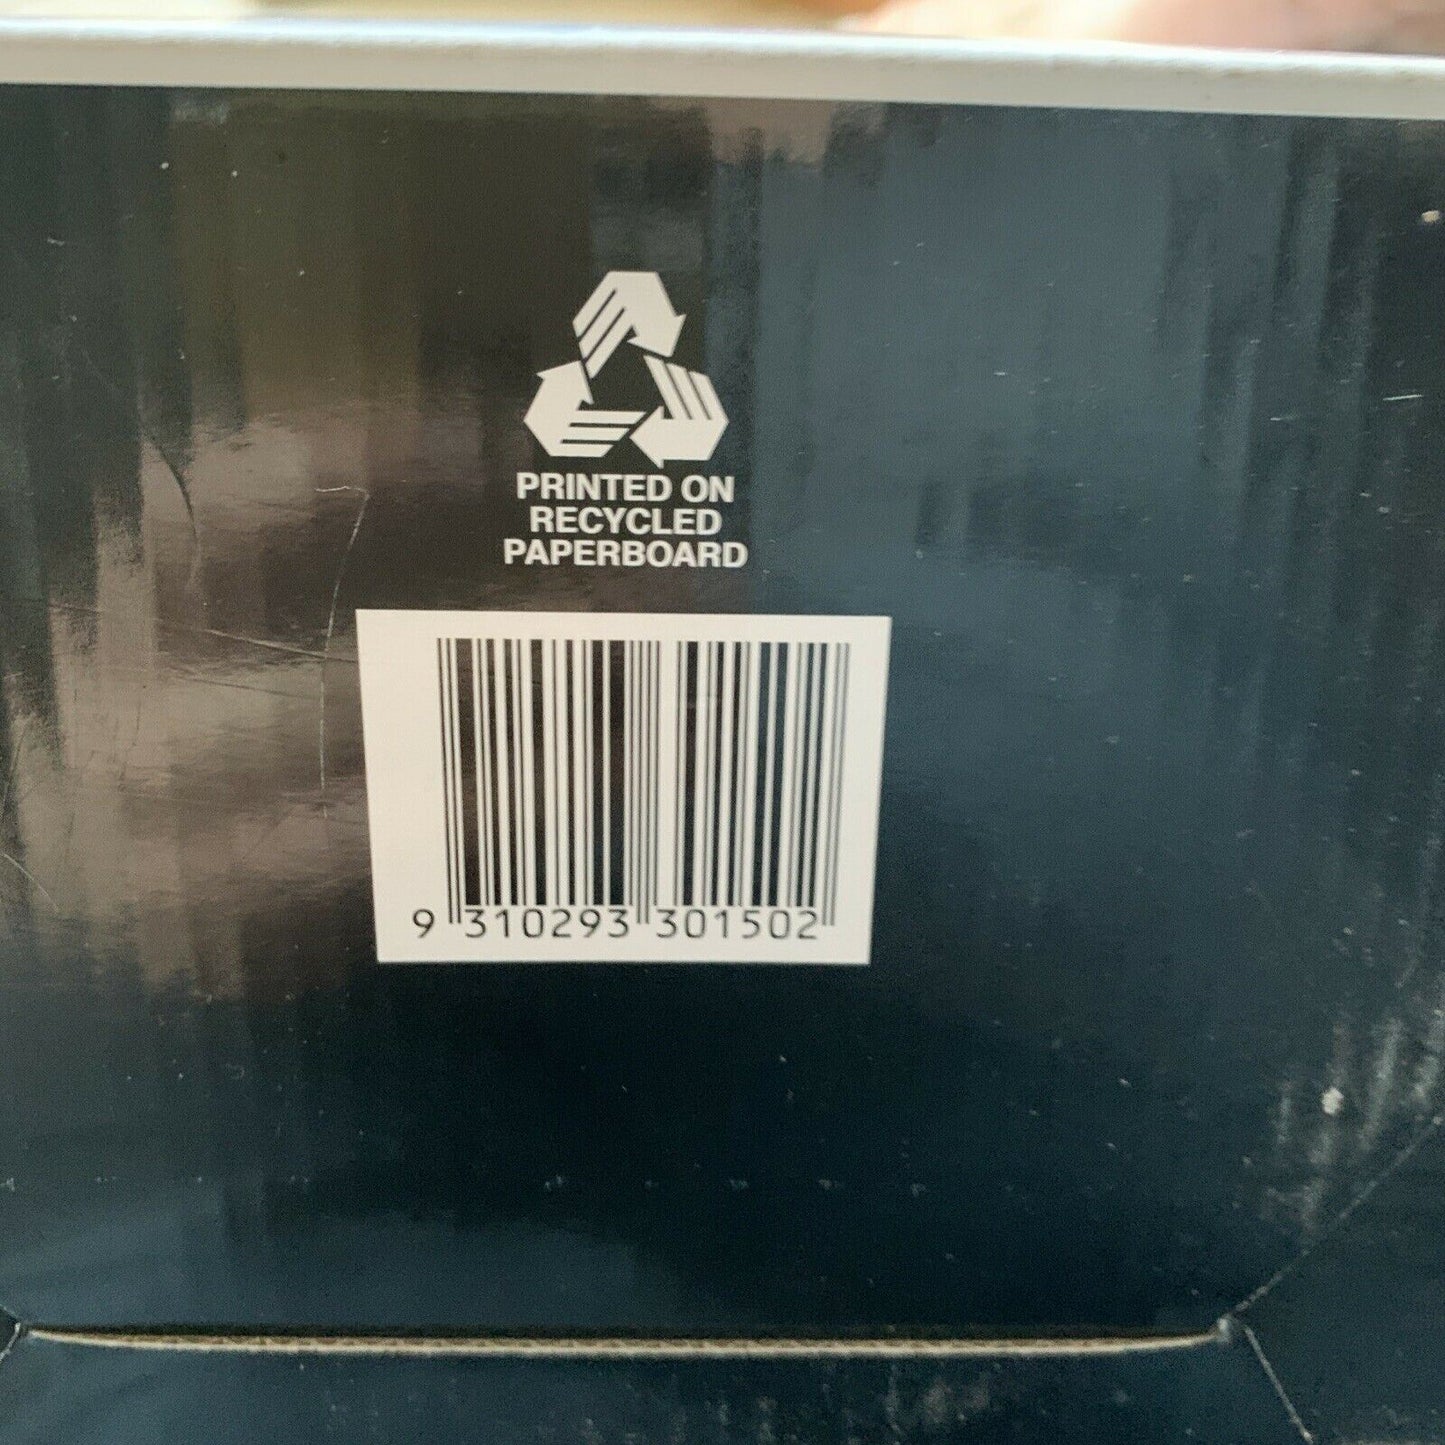 PRINTED ON
RECYCLED
PAPERBOARD
9 310293 301502